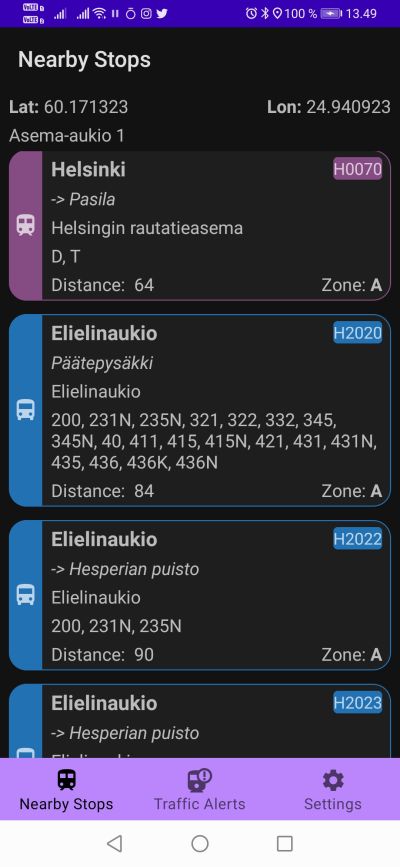 100 % 13.49
Nearby Stops
Lat: 60.171323 Lon: 24.940923
Asema-aukio 1
Helsinki H0070
-> Pasila
Helsingin rautatieasema
D, T
Distance: 64 Zone: A
Elielinaukio H2020
Päätepysäkki
Elielinaukio
200, 231N, 235N, 321, 322, 332, 345,
345N, 40, 411, 415, 415N, 421, 431, 431N,
435, 436, 436K, 436N
Distance: 84 Zone: A
Elielinaukio H2022
-> Hesperian puisto
Elielinaukio
200, 231N, 235N
Distance: 90 Zone: A
Elielinaukio H2023
-> Hesperian puisto
Nearby Stops Traffic Alerts Settings